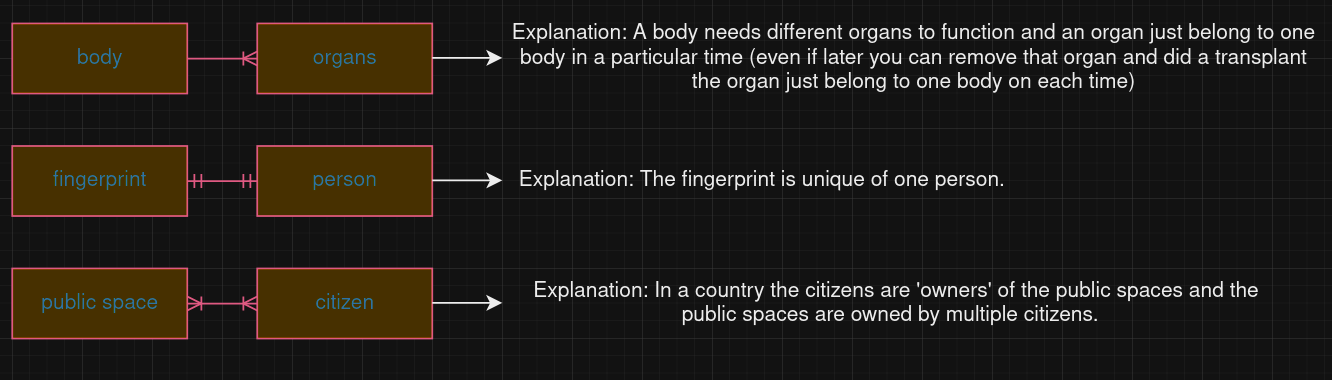 body
organs
Explanation: A body needs different organs to function and an organ just belong to one
body in a particular time (even if later you can remove that organ and did a transplant
the organ just belong to one body on each time)
fingerprint
person
Explanation: The fingerprint is unique of one person.
public space
citizen
Explanation: In a country the citizens are 'owners' of the public spaces and the
public spaces are owned by multiple citizens.